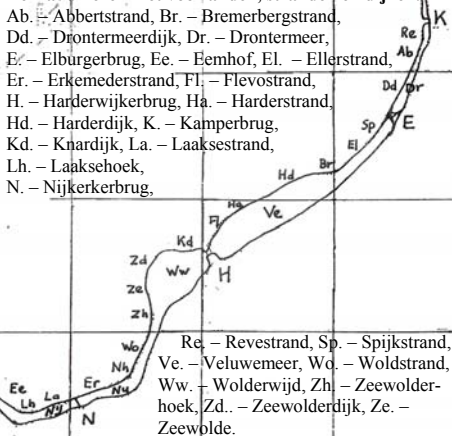 Ab. – Abbertstrand, Br. – Bremerbergstrand,
Dd. – Drontermeerdijk, Dr. – Drontermeer,
E. – Elburgerbrug, Ee. – Eemhof, El. – Ellerstrand,
Er. – Erkemederstrand, Fl. – Flevostrand,
H. – Harderwijkerbrug, Ha. – Harderstrand,
Hd. – Harderdijk, K. – Kamperbrug,
Kd. – Knardijk, La. – Laaksestrand,
Lh. – Laaksehoek,
N. – Nijkerkerbrug,
K
Re
Ab
Dd Dr
Sp E
El
Br
Hd
Ha
Ve
Fl
Kd
H
Zd
Ww
Ze
Zh
Wo
Nh
Er
La
Lh
Ee
N
Re. – Revestrand, Sp. – Spijkstrand,
Ve. – Veluwemeer, Wo. – Woldstrand,
Ww. – Wolderwijd, Zh. – Zeewolder-
hoek, Zd.. – Zeewolderdijk, Ze. –
Zeewolde.